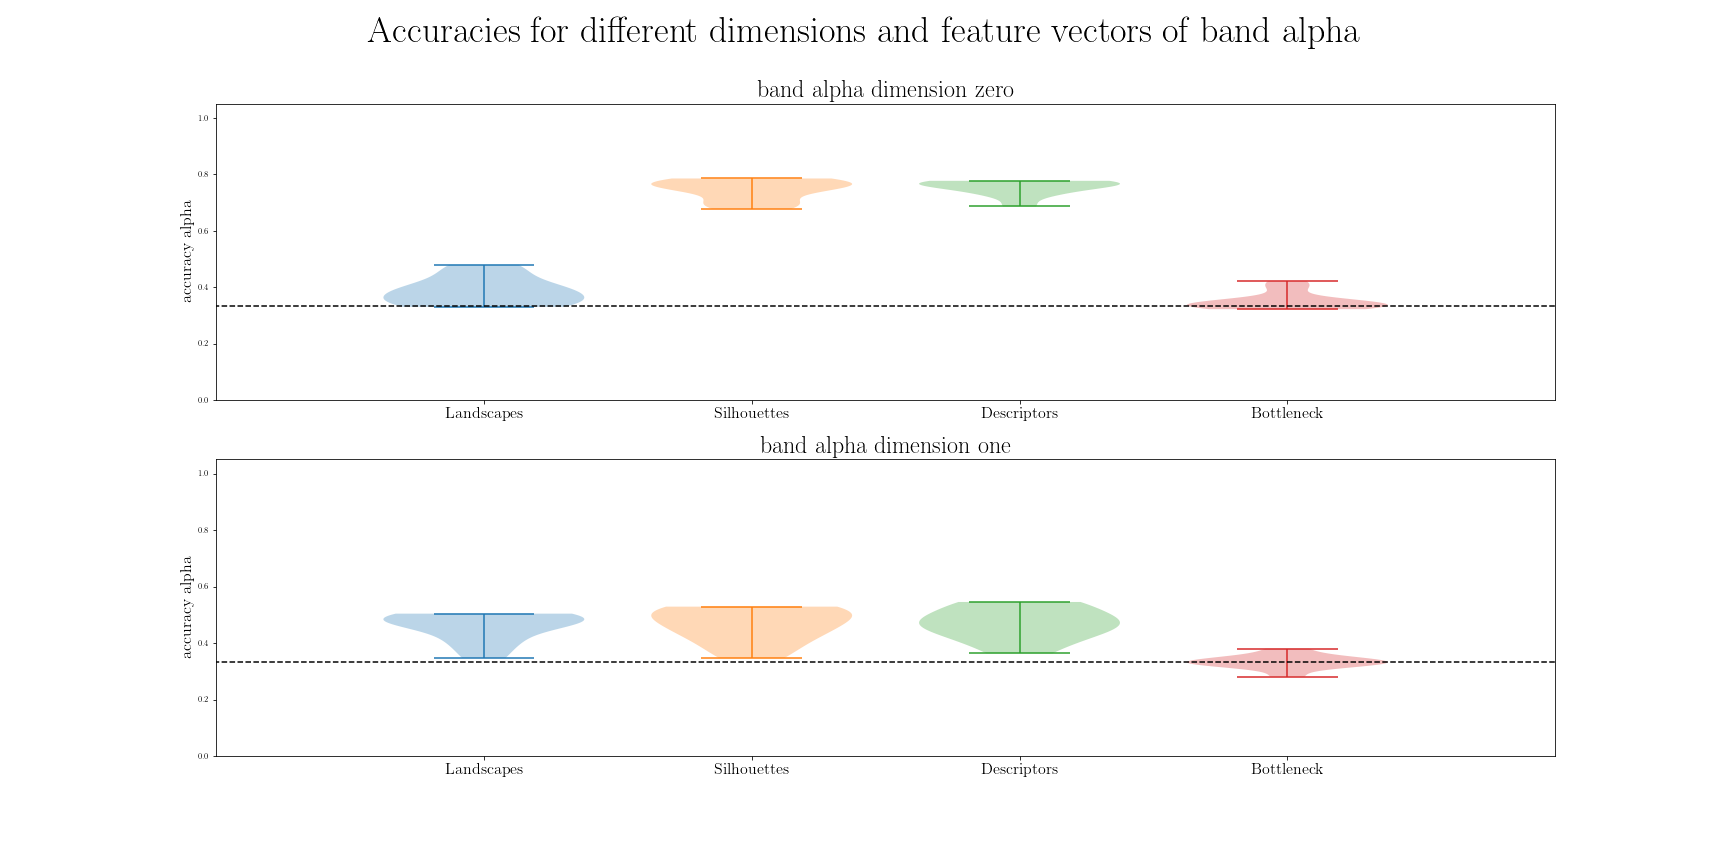 Accuracies for different dimensions and feature vectors of band alpha
band alpha dimension zero
accuracy alpha
1.0
0.8
0.6
0.4
0.2
0.0
Landscapes Silhouettes Descriptors Bottleneck
band alpha dimension one
accuracy alpha
1.0
0.8
0.6
0.4
0.2
0.0
Landscapes Silhouettes Descriptors Bottleneck